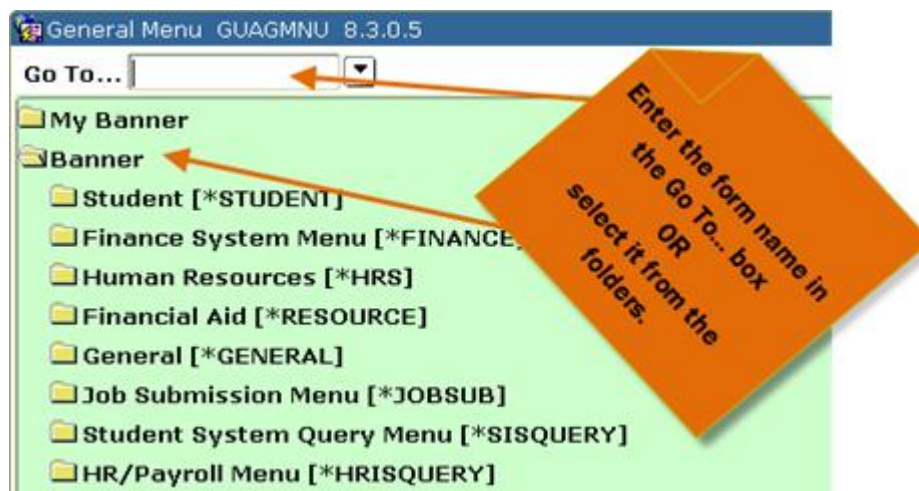 General Menu GUAGMNU 8.3.0.5
Go To...
My Banner
Banner
Student [*STUDENT]
Finance System Menu [*FINANCE]
Human Resources [*HRS]
Financial Aid [*RESOURCE]
General [*GENERAL]
Job Submission Menu [*JOBSUB]
Student System Query Menu [*SISQUERY]
HR/Payroll Menu [*HRISQUERY]
Enter the form name in
the Go To... box
OR
select it from the
folders.